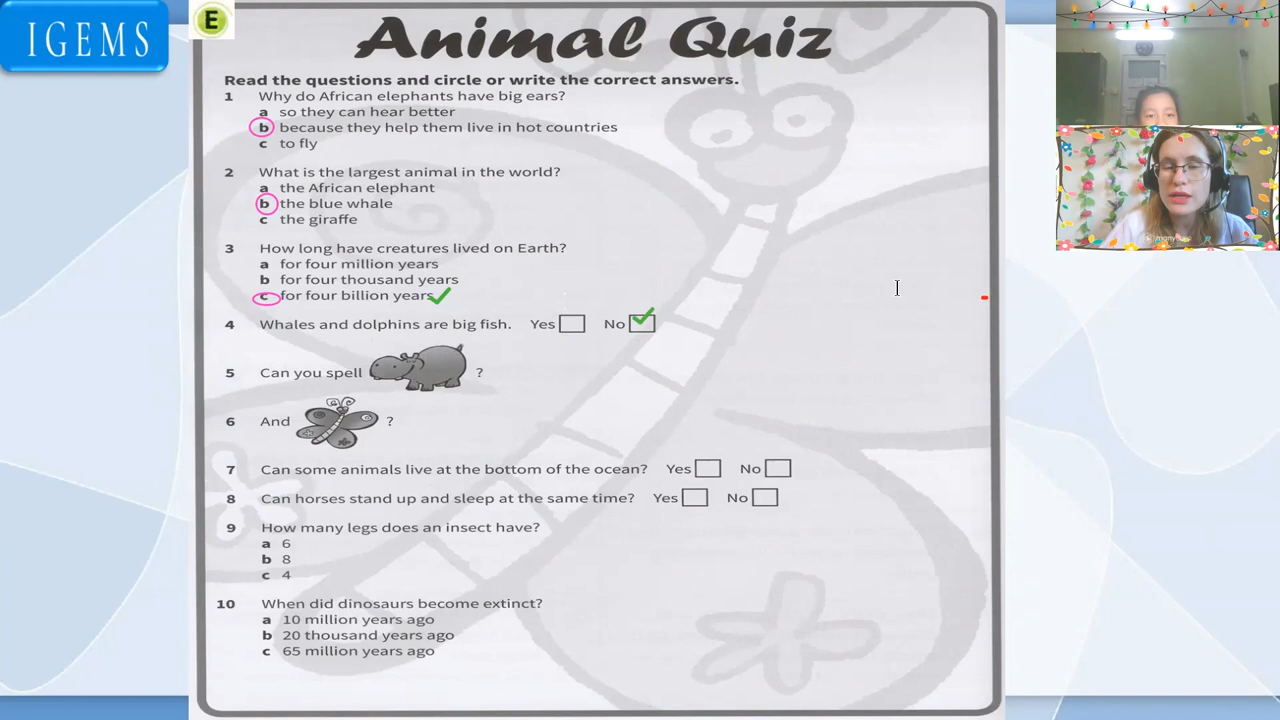 IGEMS
E
Animal Quiz
Read the questions and circle or write the correct answers.
1 Why do African elephants have big ears?
a so they can hear better
b because they help them live in hot countries
c to fly
2 What is the largest animal in the world?
a the African elephant
b the blue whale
c the giraffe
3 How long have creatures lived on Earth?
a for four million years
b for four thousand years
c for four billion years
4 Whales and dolphins are big fish. Yes No
5 Can you spell ?
6 And ?
7 Can some animals live at the bottom of the ocean? Yes No
8 Can horses stand up and sleep at the same time? Yes No
9 How many legs does an insect have?
a 6
b 8
c 4
10 When did dinosaurs become extinct?
a 10 million years ago
b 20 thousand years ago
c 65 million years ago